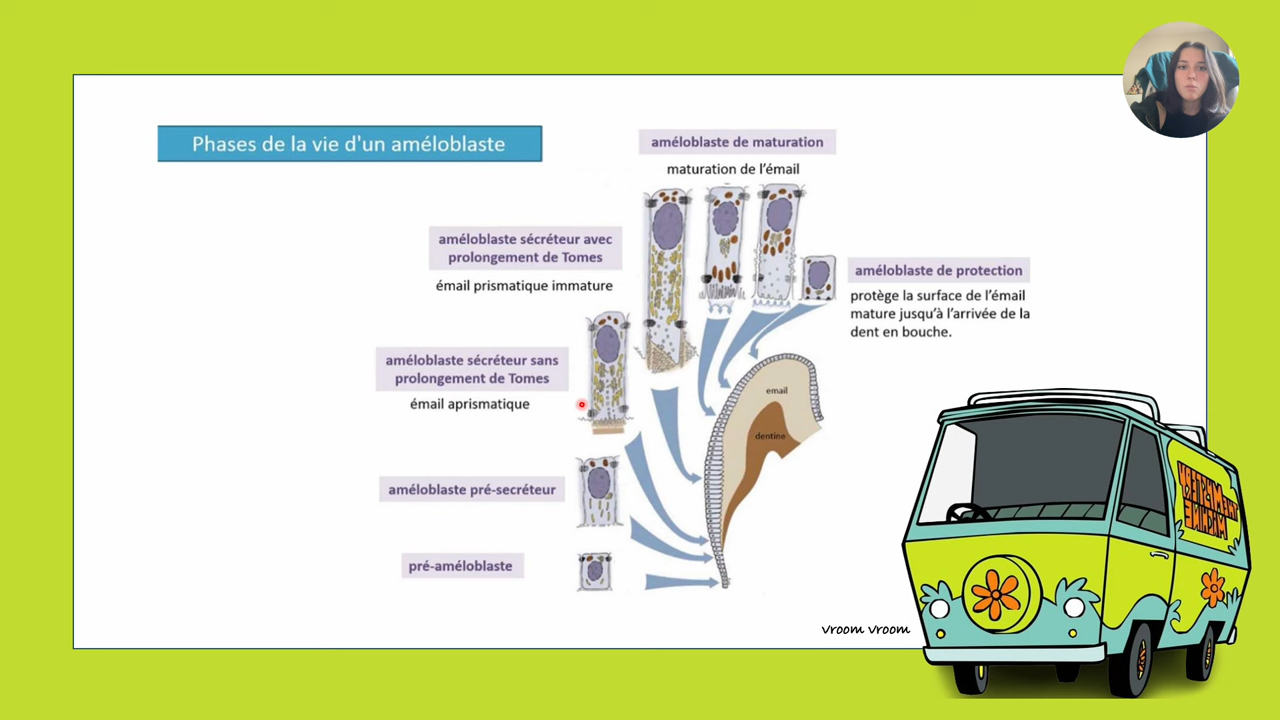 Phases de la vie d'un améloblaste
améloblaste de maturation
maturation de l'émail
améloblaste sécréteur avec
prolongement de Tomes
émail prismatique immature
améloblaste de protection
protège la surface de l'émail
mature jusqu'à l'arrivée de la
dent en bouche.
améloblaste sécréteur sans
prolongement de Tomes
émail aprismatique
email
dentine
améloblaste pré-secréteur
pré-améloblaste
vroom vroom